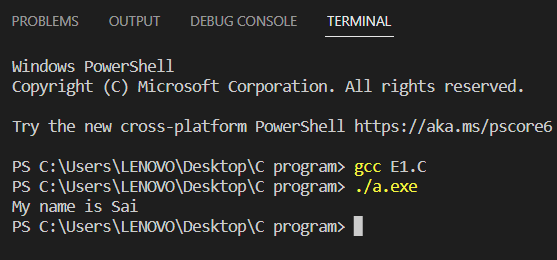 PROBLEMS OUTPUT DEBUG CONSOLE TERMINAL
Windows PowerShell
Copyright (C) Microsoft Corporation. All rights reserved.
Try the new cross-platform PowerShell https://aka.ms/pscore6
PS C:\Users\LENOVO\Desktop\C program> gcc E1.C
PS C:\Users\LENOVO\Desktop\C program> ./a.exe
My name is Sai
PS C:\Users\LENOVO\Desktop\C program>